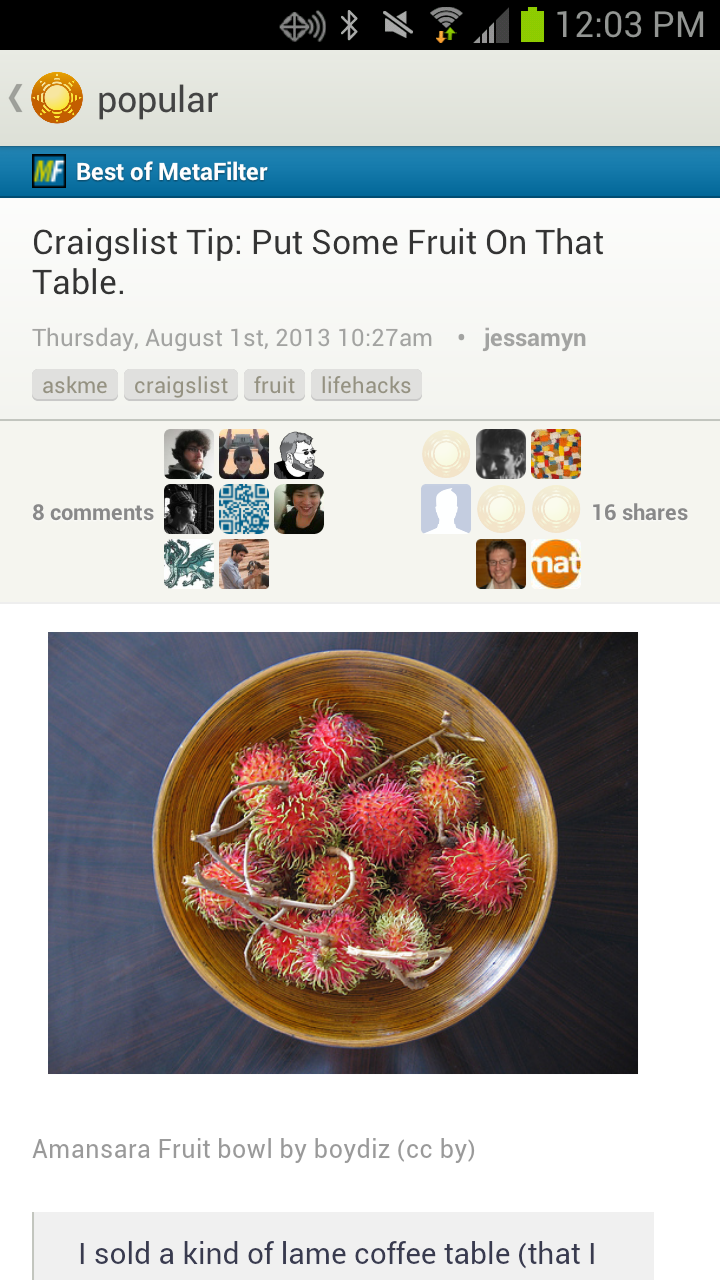 12:03 PM
popular
MF Best of MetaFilter
Craigslist Tip: Put Some Fruit On That
Table.
Thursday, August 1st, 2013 10:27am • jessamyn
askme craigslist fruit lifehacks
8 comments
16 shares
mat
Amansara Fruit bowl by boydiz (cc by)
I sold a kind of lame coffee table (that I